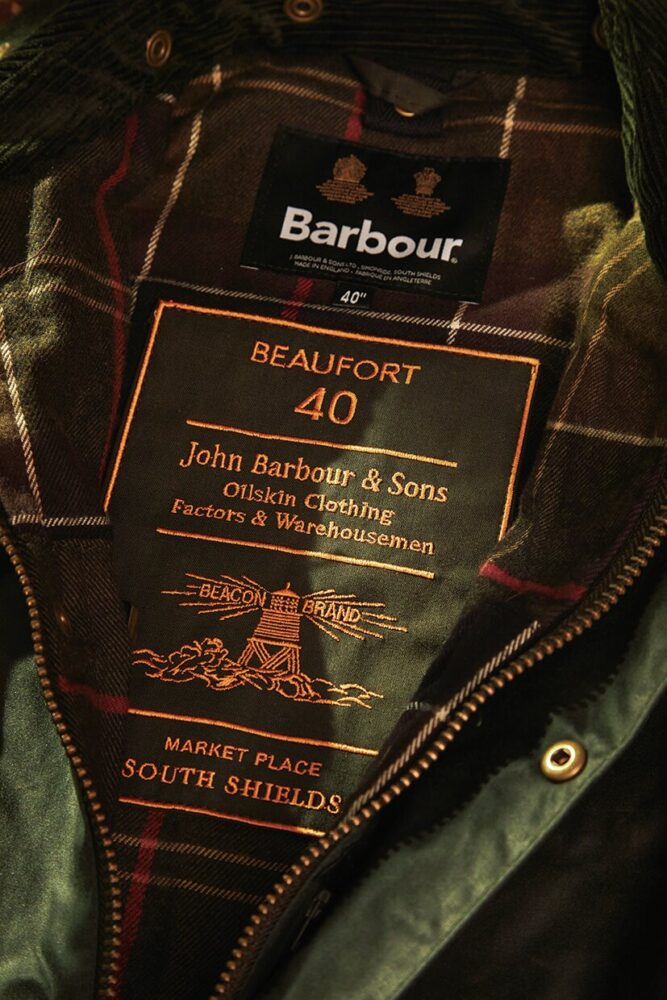 Barbour
J. BARBOUR & SONS LTD., SIMONSIDE, SOUTH SHIELDS
MADE IN ENGLAND - FABRIQUE EN ANGLETERRE
40"
BEAUFORT
40
John Barbour & Sons
Oilskin Clothing
Factors & Warehousemen
BEACON BRAND
MARKET PLACE
SOUTH SHIELDS